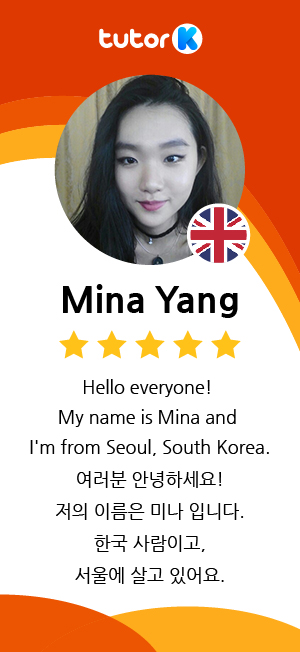 tutor K
Mina Yang
Hello everyone!
My name is Mina and
I'm from Seoul, South Korea.
여러분 안녕하세요!
저의 이름은 미나 입니다.
한국 사람이고,
서울에 살고 있어요.